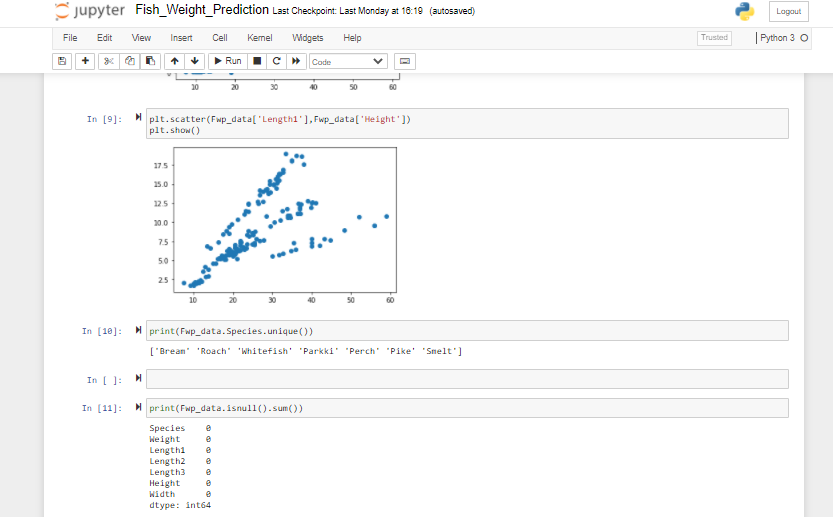 jupyter Fish_Weight_Prediction Last Checkpoint: Last Monday at 16:19 (autosaved)
Logout
File Edit View Insert Cell Kernel Widgets Help
Trusted
Python 3
Run
Code
10 20 30 40 50 60
In [9]:
plt.scatter(Fwp_data['Length1'],Fwp_data['Height'])
plt.show()
17.5
15.0
12.5
10.0
7.5
5.0
2.5
10 20 30 40 50 60
In [10]:
print(Fwp_data.Species.unique())
['Bream' 'Roach' 'Whitefish' 'Parkki' 'Perch' 'Pike' 'Smelt']
In [ ]:
In [11]:
print(Fwp_data.isnull().sum())
Species 0
Weight 0
Length1 0
Length2 0
Length3 0
Height 0
Width 0
dtype: int64